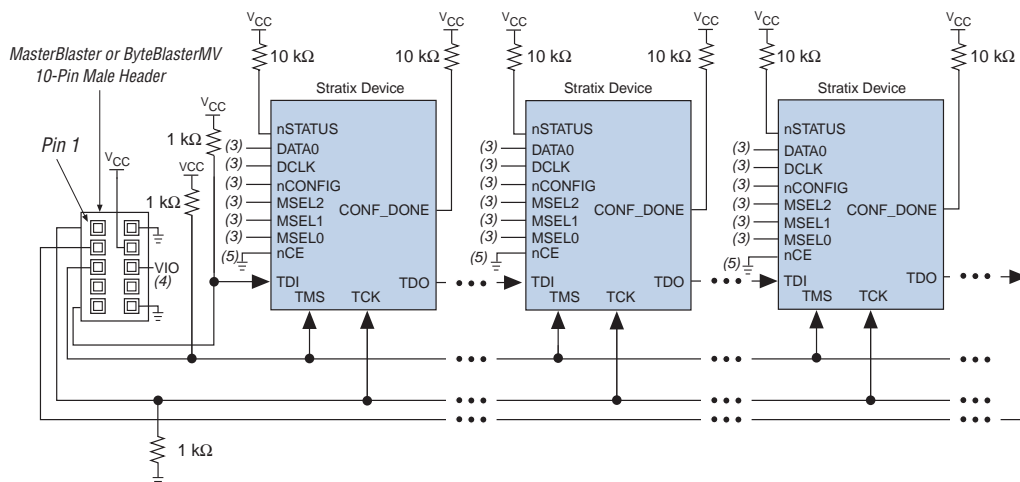 MasterBlaster or ByteBlasterMV
10-Pin Male Header
Pin 1
VCC
VCC
1 kΩ
VCC
1 kΩ
VIO
(4)
1 kΩ
VCC
10 kΩ
VCC
10 kΩ
Stratix Device
nSTATUS
(3) DATA0
(3) DCLK
(3) nCONFIG
(3) MSEL2
(3) MSEL1
CONF_DONE
(3) MSEL0
(5) nCE
TDI
TDO
TMS
TCK
VCC
10 kΩ
VCC
10 kΩ
Stratix Device
nSTATUS
(3) DATA0
(3) DCLK
(3) nCONFIG
(3) MSEL2
(3) MSEL1
CONF_DONE
(3) MSEL0
(5) nCE
TDI
TDO
TMS
TCK
VCC
10 kΩ
VCC
10 kΩ
Stratix Device
nSTATUS
(3) DATA0
(3) DCLK
(3) nCONFIG
(3) MSEL2
(3) MSEL1
CONF_DONE
(3) MSEL0
(5) nCE
TDI
TDO
TMS
TCK